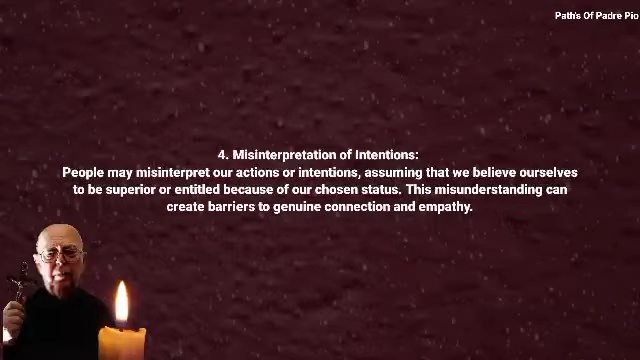 Path's Of Padre Pio
4. Misinterpretation of Intentions:
People may misinterpret our actions or intentions, assuming that we believe ourselves
to be superior or entitled because of our chosen status. This misunderstanding can
create barriers to genuine connection and empathy.